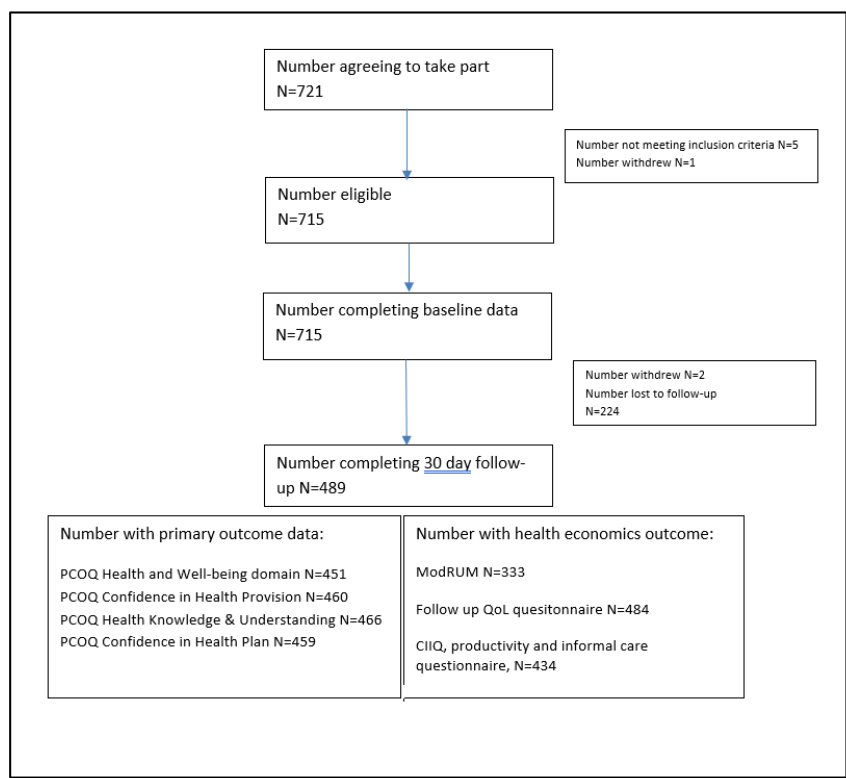 Number agreeing to take part
N=721
Number not meeting inclusion criteria N=5
Number withdrew N=1
Number eligible
N=715
Number completing baseline data
N=715
Number withdrew N=2
Number lost to follow-up
N=224
Number completing 30 day follow-
up N=489
Number with primary outcome data:
PCOQ Health and Well-being domain N=451
PCOQ Confidence in Health Provision N=460
PCOQ Health Knowledge & Understanding N=466
PCOQ Confidence in Health Plan N=459
Number with health economics outcome:
ModRUM N=333
Follow up QoL quesitonnaire N=484
CIIQ, productivity and informal care
questionnaire, N=434